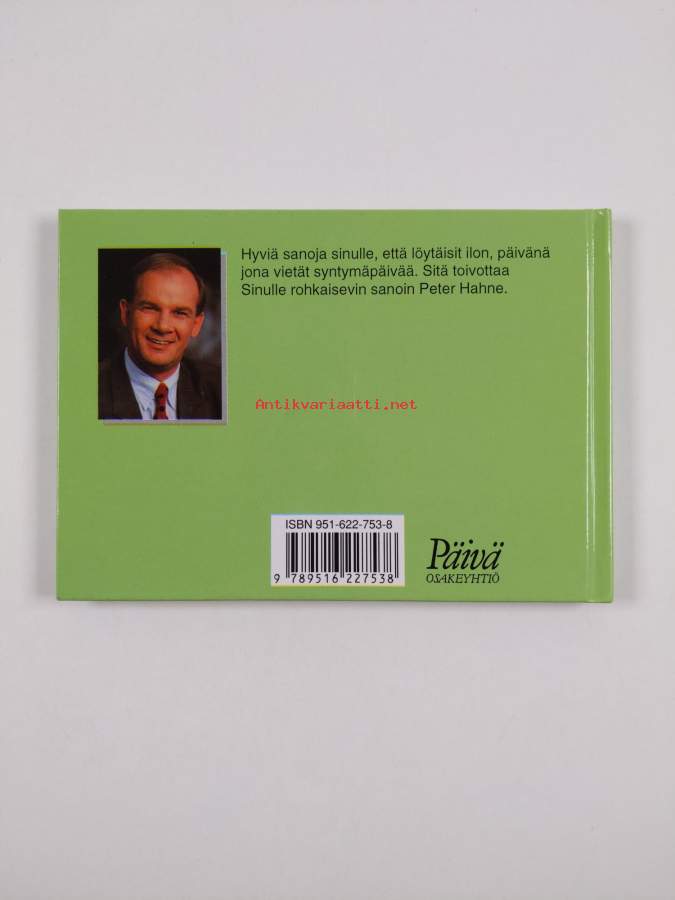 Hyviä sanoja sinulle, että löytäisit ilon, päivänä
jona vietät syntymäpäivää. Sitä toivottaa
Sinulle rohkaisevin sanoin Peter Hahne.
Antikvariaatti.net
ISBN 951-622-753-8
9 789516 227538
Päivä
OSAKEYHTIÖ